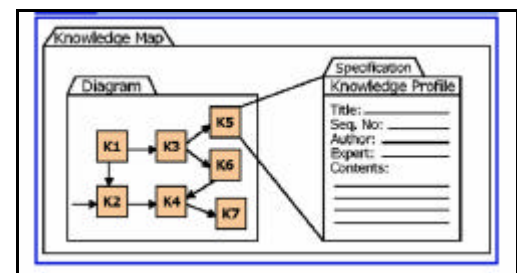 Knowledge Map
Diagram
K1
K3
K5
K6
K2
K4
K7
Specification
Knowledge Profile
Title:
Seq. No:
Author:
Expert:
Contents: